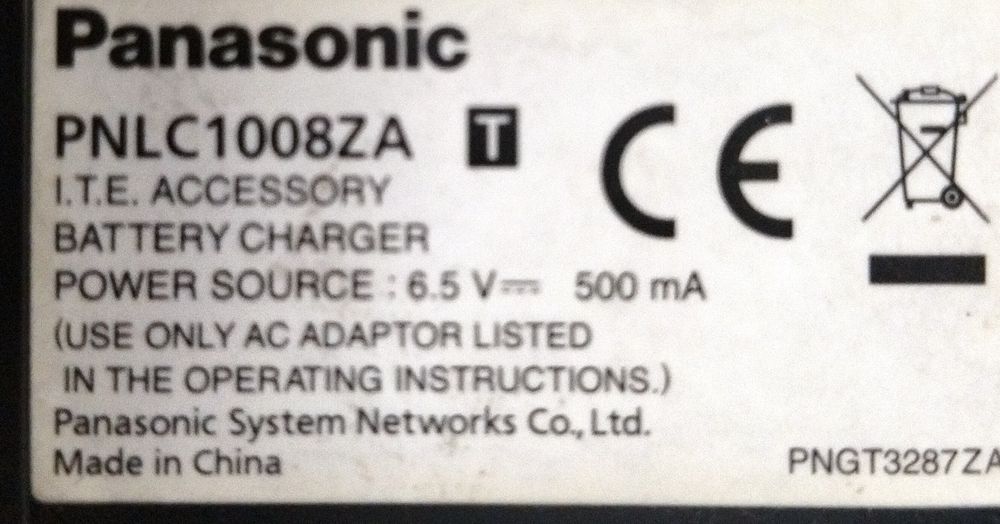 Panasonic
PNLC1008ZA T CE
I.T.E. ACCESSORY
BATTERY CHARGER
POWER SOURCE : 6.5 V⎓ 500 mA
(USE ONLY AC ADAPTOR LISTED
IN THE OPERATING INSTRUCTIONS.)
Panasonic System Networks Co., Ltd.
Made in China PNGT3287ZA